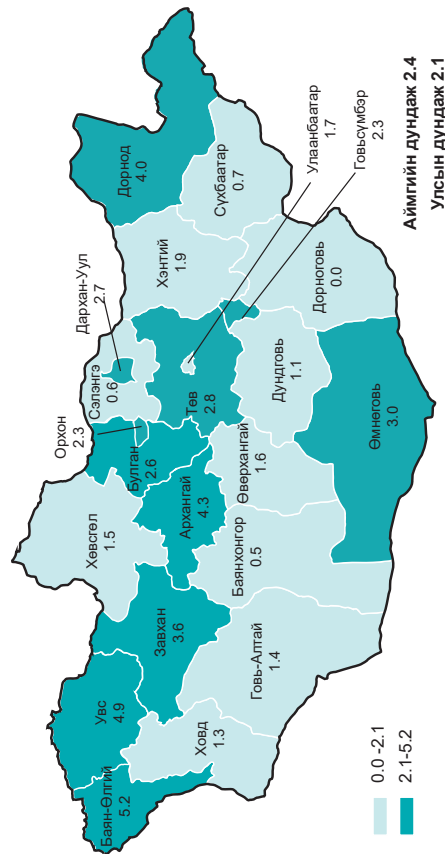 Баян-Өлгий
5.2
Увс
4.9
Ховд
1.3
Завхан
3.6
Говь-Алтай
1.4
Хөвсгөл
1.5
Архангай
4.3
Баянхонгор
0.5
Орхон
2.3
Булган
2.6
Өвөрхангай
1.6
Сэлэнгэ
0.6
Дархан-Уул
2.7
Төв
2.8
Дундговь
1.1
Өмнөговь
3.0
Хэнтий
1.9
Дорноговь
0.0
Дорнод
4.0
Сүхбаатар
0.7
Улаанбаатар
1.7
Говьсүмбэр
2.3
Аймгийн дундаж 2.4
Улсын дундаж 2.1
0.0 -2.1
2.1-5.2